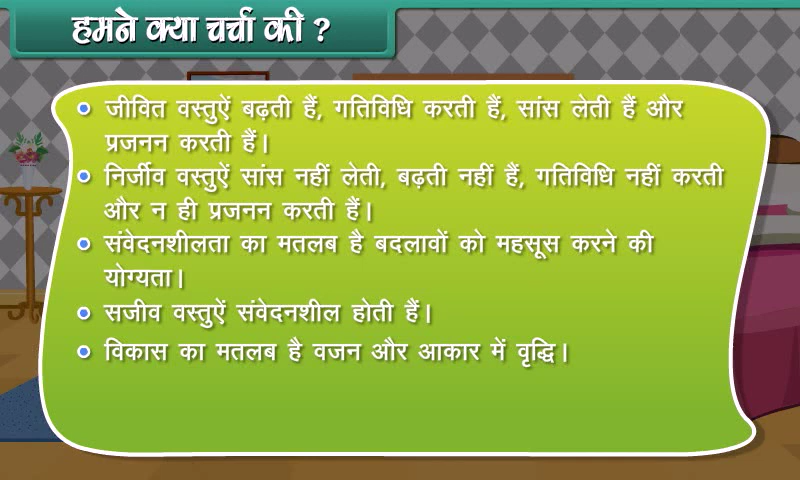 हमने क्या चर्चा की ?
जीवित वस्तुऐं बढ़ती हैं, गतिविधि करती हैं, सांस लेती हैं और
प्रजनन करती हैं।
निर्जीव वस्तुऐं सांस नहीं लेती, बढ़ती नहीं हैं, गतिविधि नहीं करती
और न ही प्रजनन करती हैं।
संवेदनशीलता का मतलब है बदलावों को महसूस करने की
योग्यता।
सजीव वस्तुऐं संवेदनशील होती हैं।
विकास का मतलब है वजन और आकार में वृद्धि।